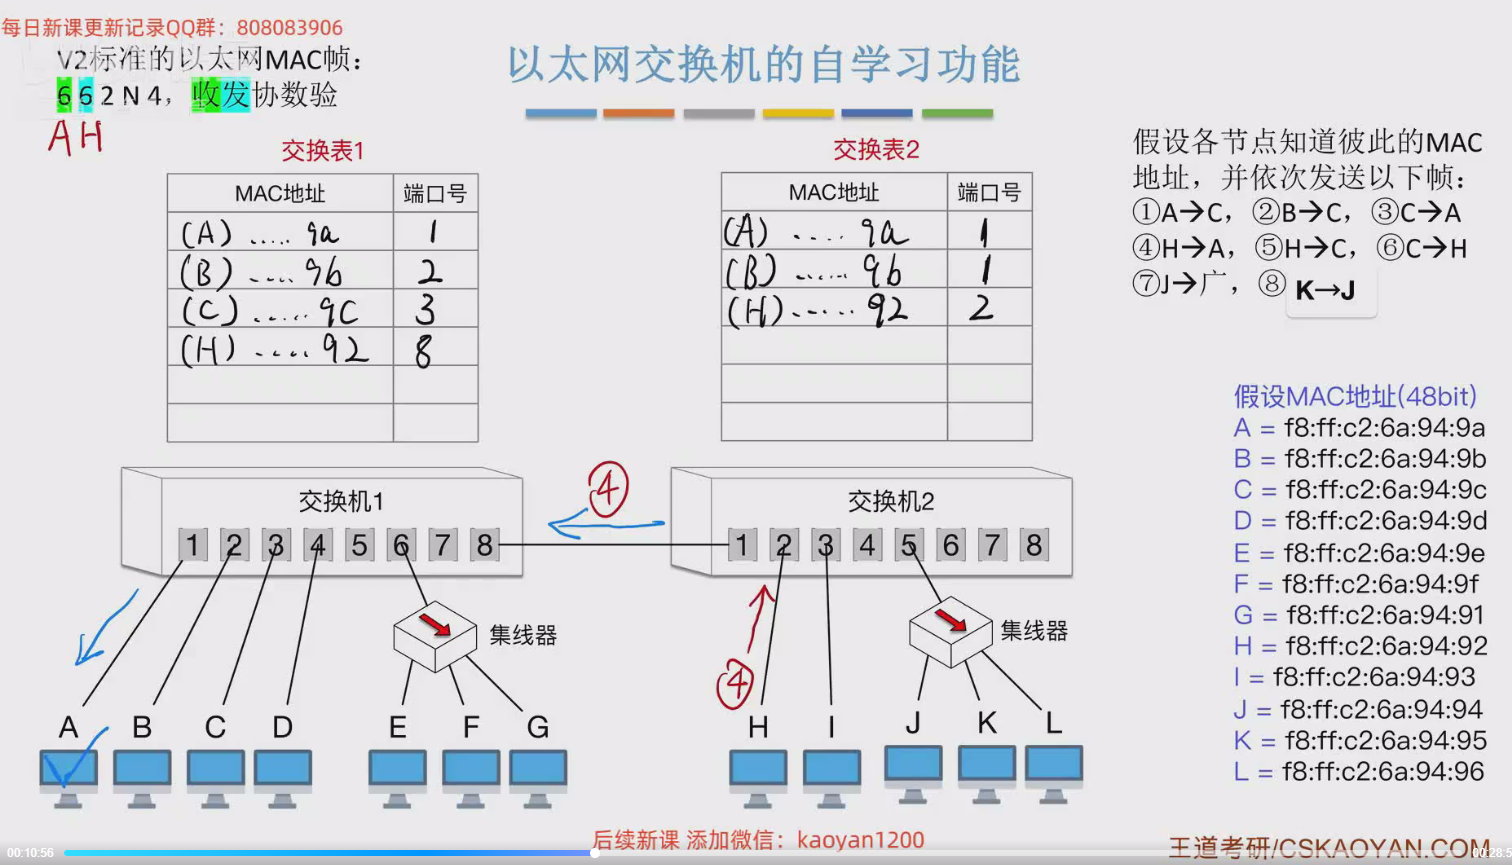 每日新课更新记录QQ群：808083906
V2标准的以太网MAC帧：
6 6 2 N 4，收发协数验
A H
以太网交换机的自学习功能
交换表1
MAC地址 端口号
(A) .... 9a 1
(B) .... 9b 2
(C) ..... 9C 3
(H) .... 92 8
交换表2
MAC地址 端口号
(A) .... 9a 1
(B) ..... 9b 1
(H) ..... 92 2
假设各节点知道彼此的MAC
地址，并依次发送以下帧：
①A→C，②B→C，③C→A
④H→A，⑤H→C，⑥C→H
⑦J→广，⑧ K→J
假设MAC地址(48bit)
A = f8:ff:c2:6a:94:9a
B = f8:ff:c2:6a:94:9b
C = f8:ff:c2:6a:94:9c
D = f8:ff:c2:6a:94:9d
E = f8:ff:c2:6a:94:9e
F = f8:ff:c2:6a:94:9f
G = f8:ff:c2:6a:94:91
H = f8:ff:c2:6a:94:92
I = f8:ff:c2:6a:94:93
J = f8:ff:c2:6a:94:94
K = f8:ff:c2:6a:94:95
L = f8:ff:c2:6a:94:96
交换机1
1 2 3 4 5 6 7 8
④
交换机2
1 2 3 4 5 6 7 8
集线器
④
集线器
A B C D E F G
H I J K L
后续新课 添加微信：kaoyan1200
王道考研/CSKAOYAN.COM
00:10:56